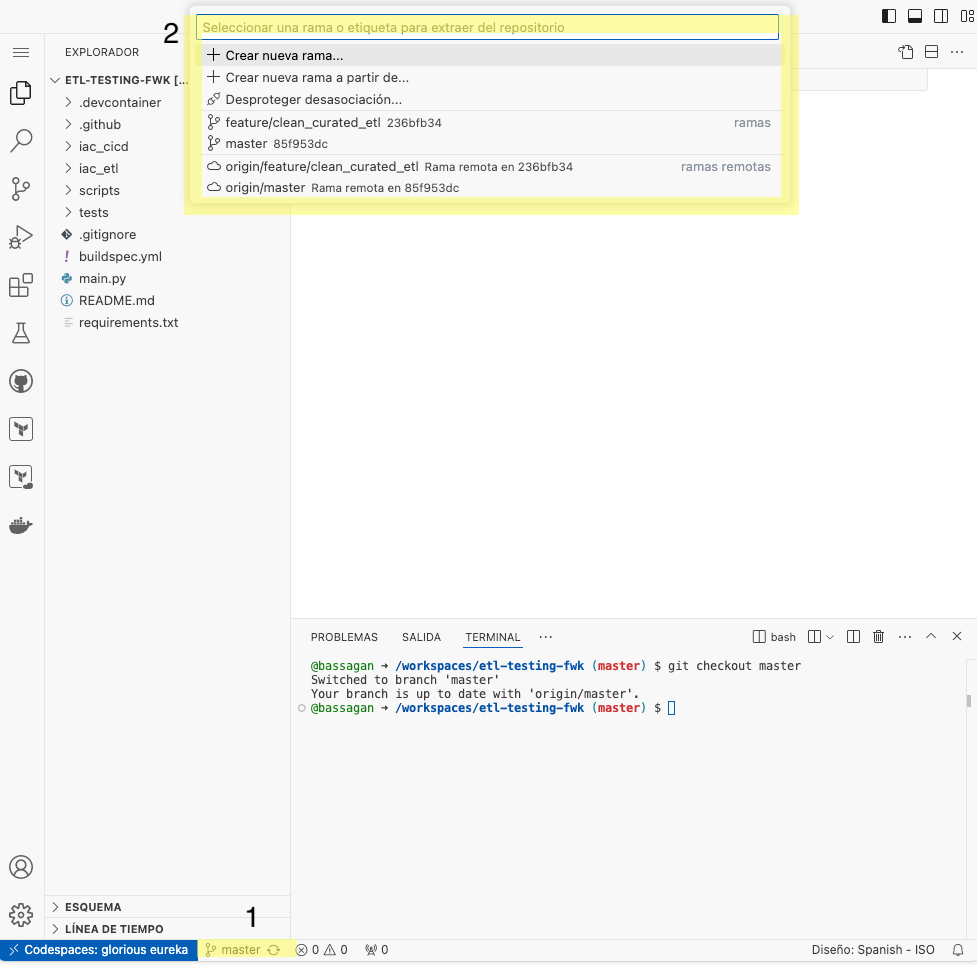 2
Seleccionar una rama o etiqueta para extraer del repositorio
Crear nueva rama...
Crear nueva rama a partir de...
Desproteger desasociación...
feature/clean_curated_etl 236bfb34 ramas
master 85f953dc
origin/feature/clean_curated_etl Rama remota en 236bfb34 ramas remotas
origin/master Rama remota en 85f953dc
EXPLORADOR
ETL-TESTING-FWK [...
.devcontainer
.github
iac_cicd
iac_etl
scripts
tests
.gitignore
! buildspec.yml
main.py
README.md
requirements.txt
PROBLEMAS SALIDA TERMINAL ... bash
@bassagan → /workspaces/etl-testing-fwk (master) $ git checkout master
Switched to branch 'master'
Your branch is up to date with 'origin/master'.
@bassagan → /workspaces/etl-testing-fwk (master) $
ESQUEMA
1
LÍNEA DE TIEMPO
Codespaces: glorious eureka master 0 0 0 Diseño: Spanish - ISO